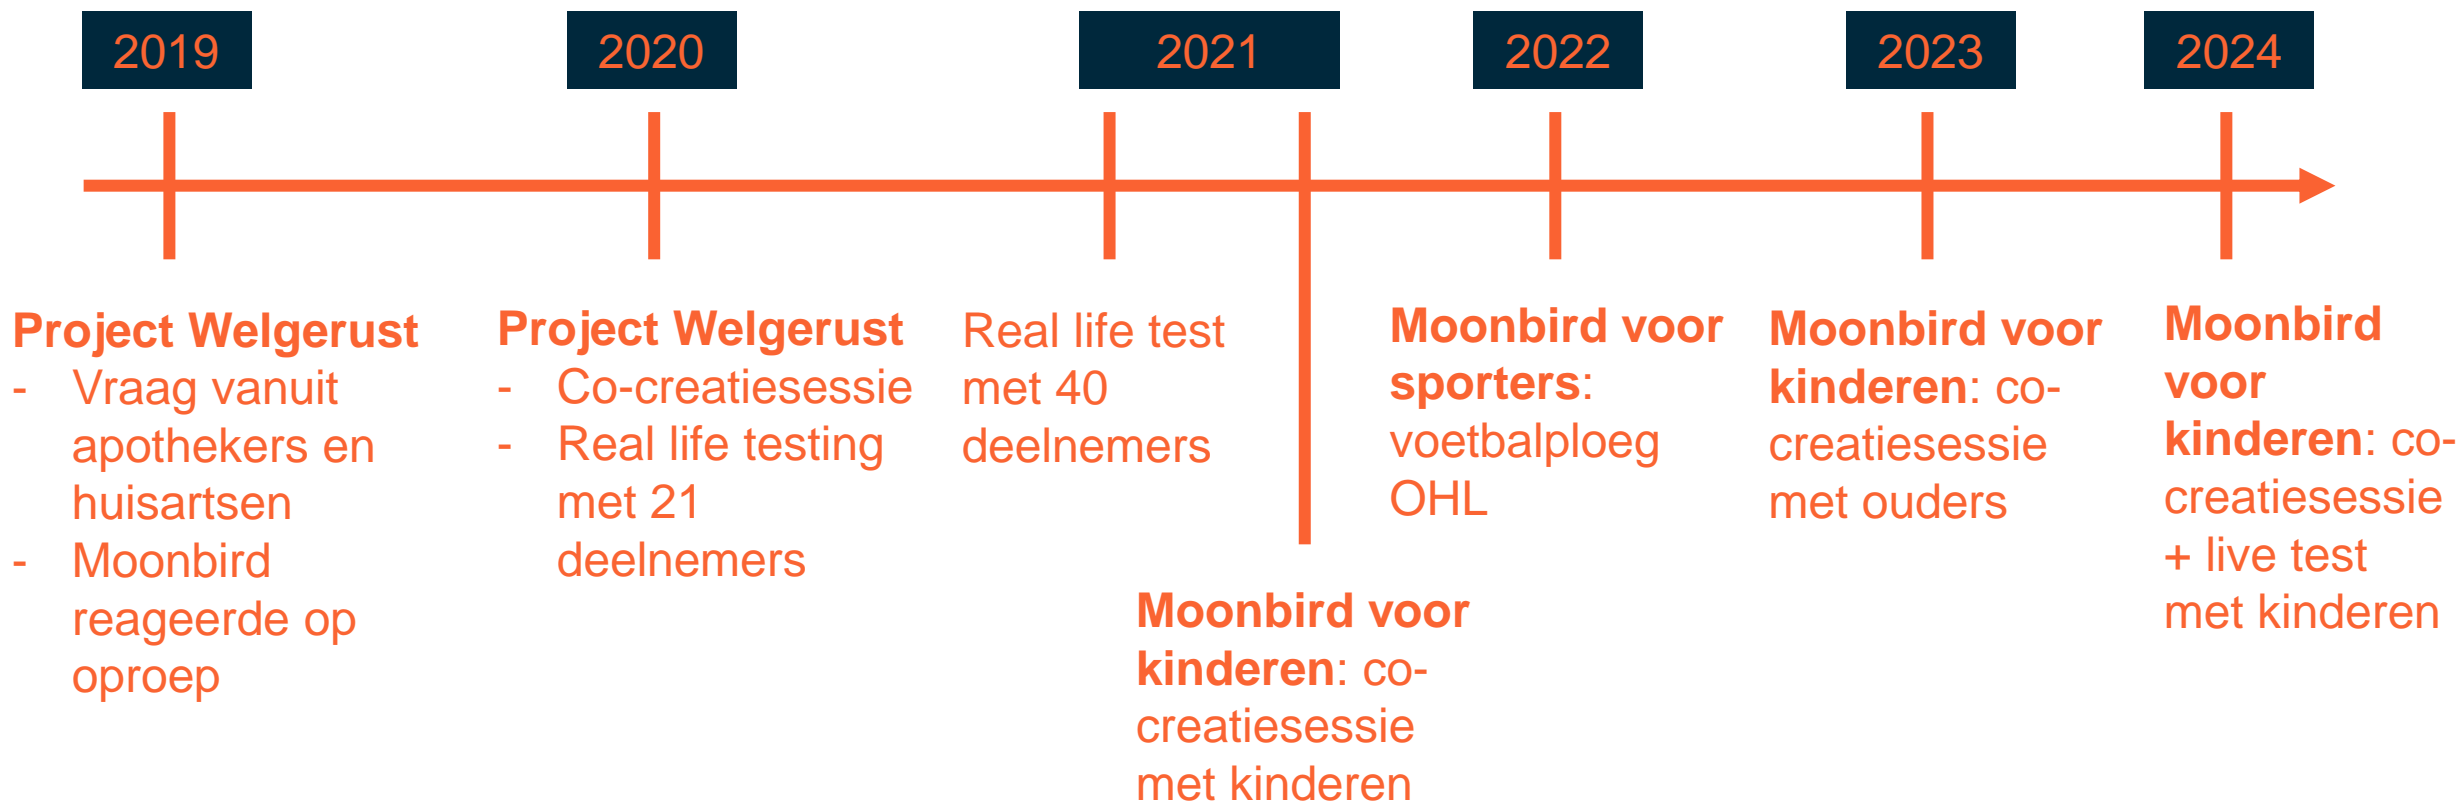 2019
2020
2021
2022
2023
2024
Project Welgerust
- Vraag vanuit
apothekers en
huisartsen
- Moonbird
reageerde op
oproep
Project Welgerust
- Co-creatiesessie
- Real life testing
met 21
deelnemers
Real life test
met 40
deelnemers
Moonbird voor
kinderen: co-
creatiesessie
met kinderen
Moonbird voor
sporters:
voetbalploeg
OHL
Moonbird voor
kinderen: co-
creatiesessie
met ouders
Moonbird
voor
kinderen: co-
creatiesessie
+ live test
met kinderen